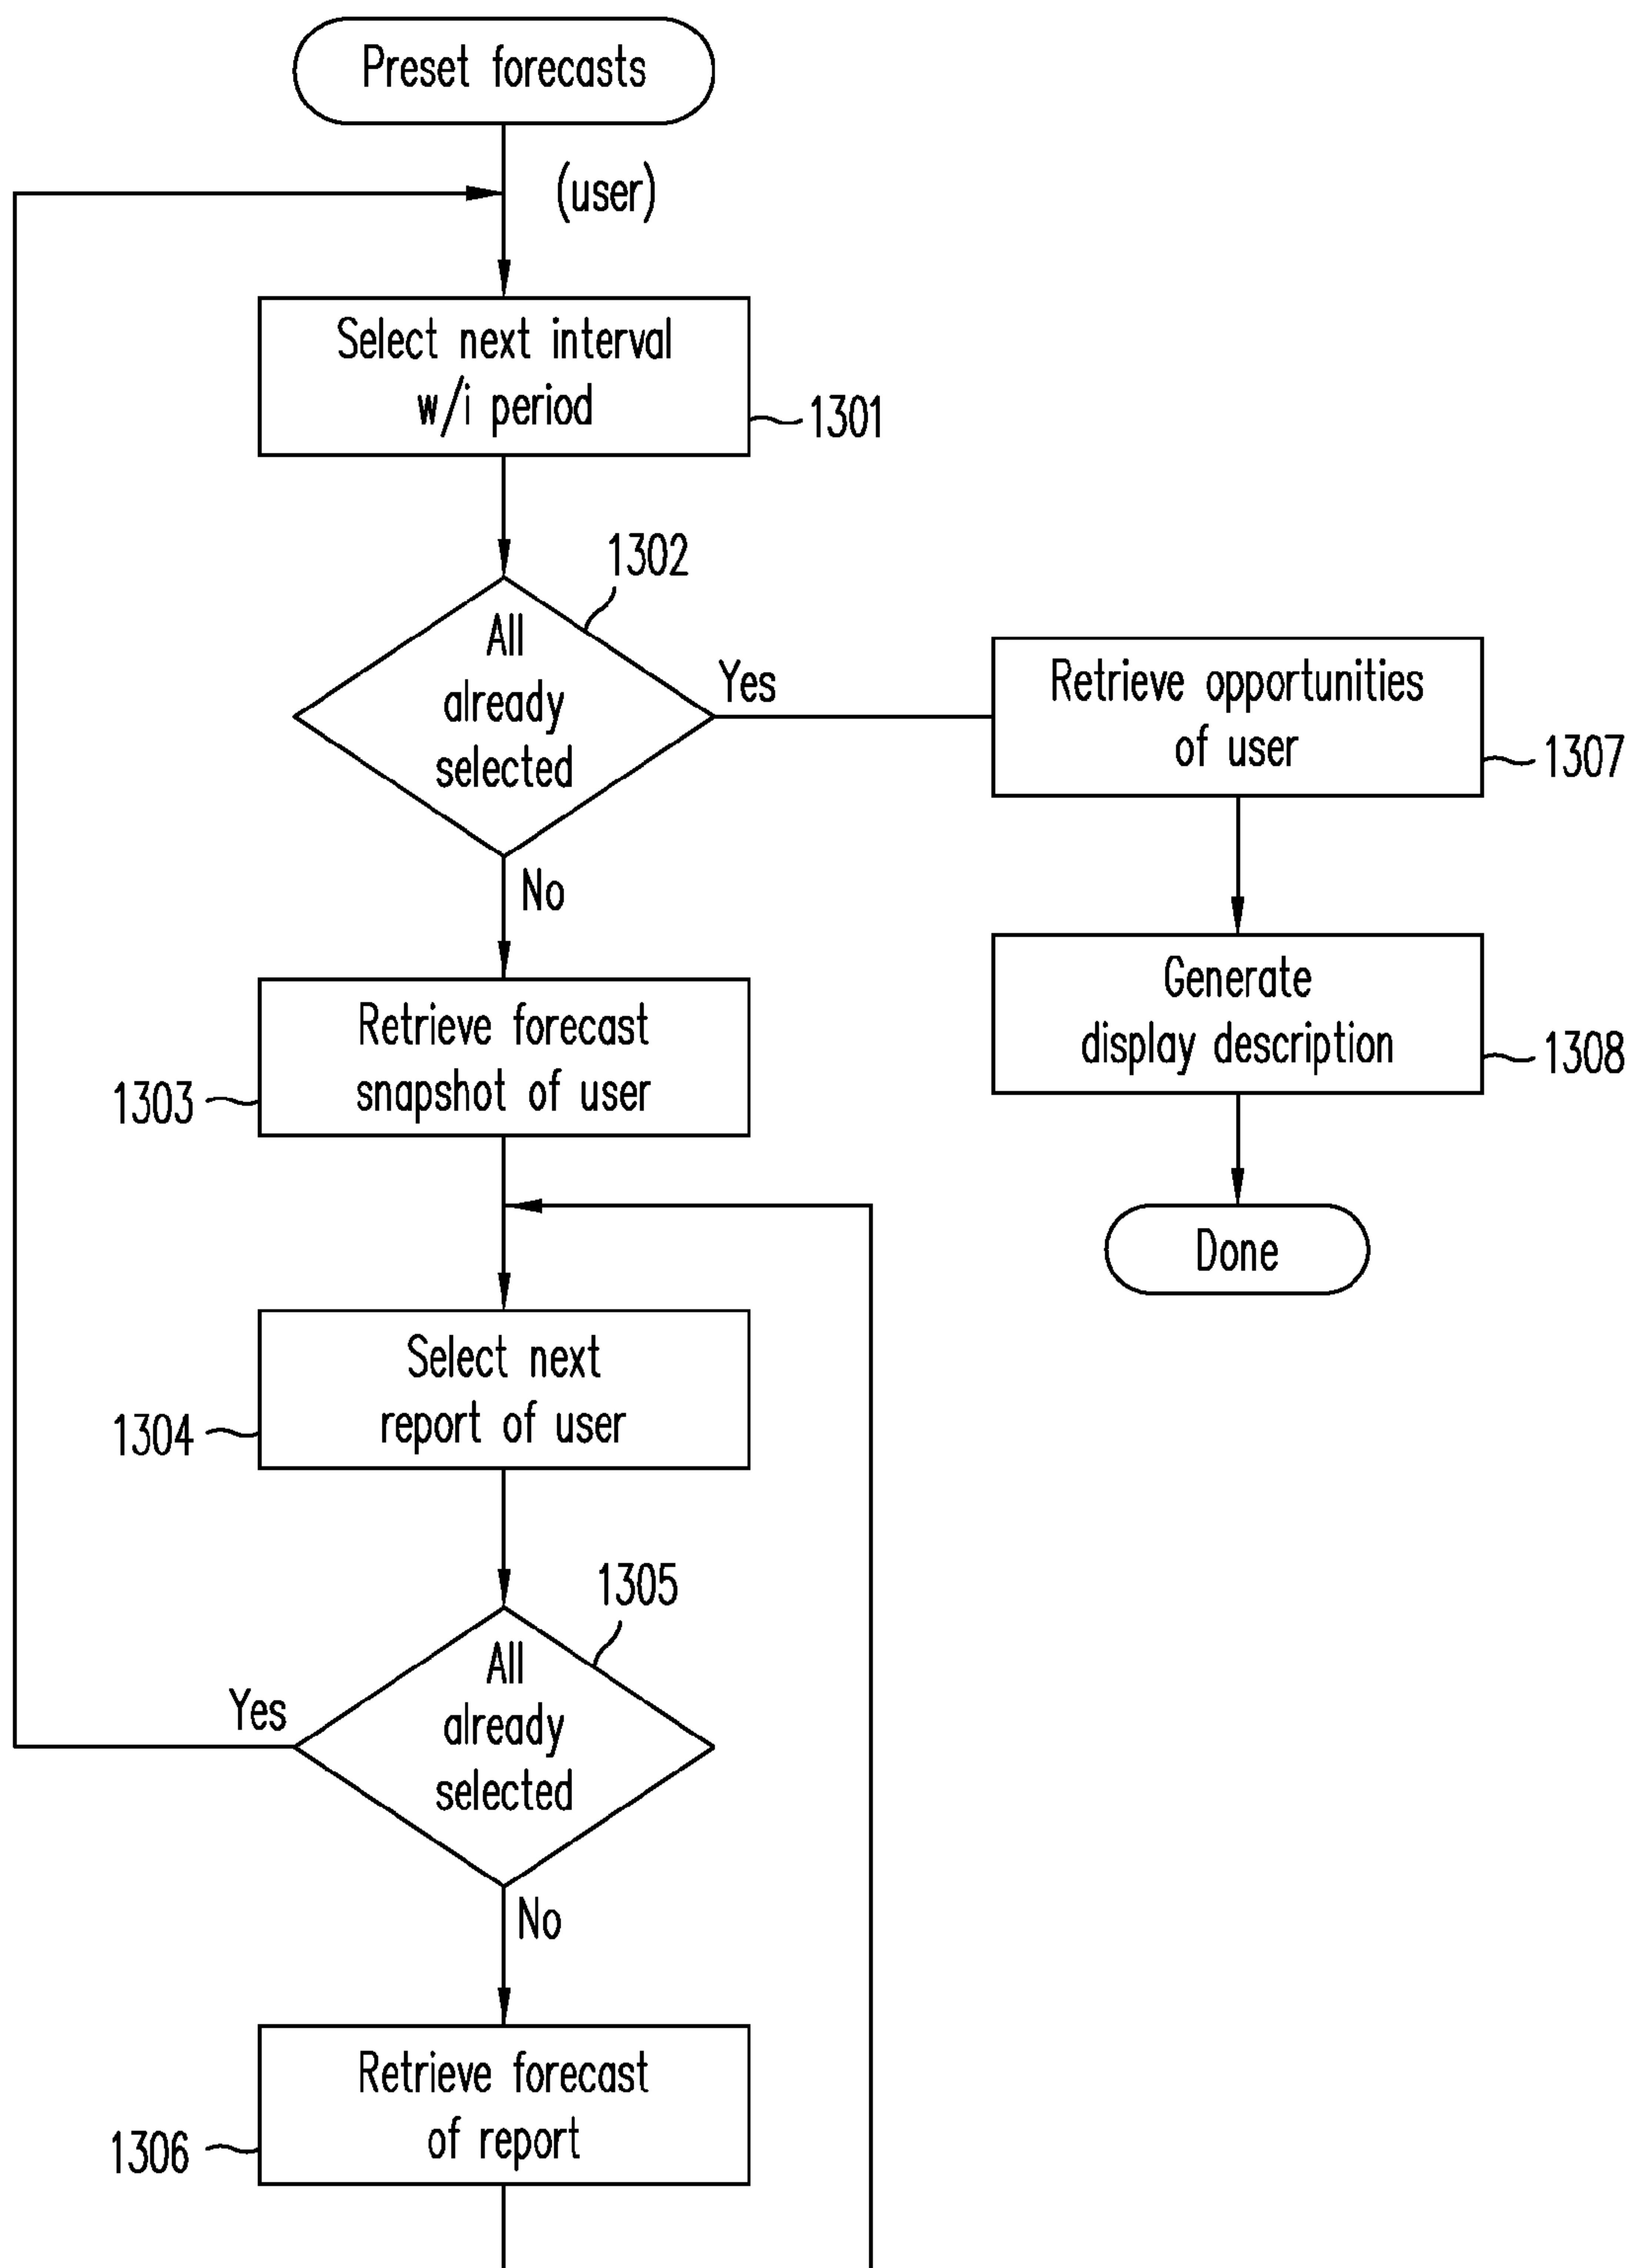 Preset forecasts
(user)
Select next interval
w/i period
1301
1302
All
already
selected
Yes
No
Retrieve opportunities
of user
1307
Generate
display description
1308
Done
Retrieve forecast
snapshot of user
1303
Select next
report of user
1304
1305
All
already
selected
Yes
No
Retrieve forecast
of report
1306